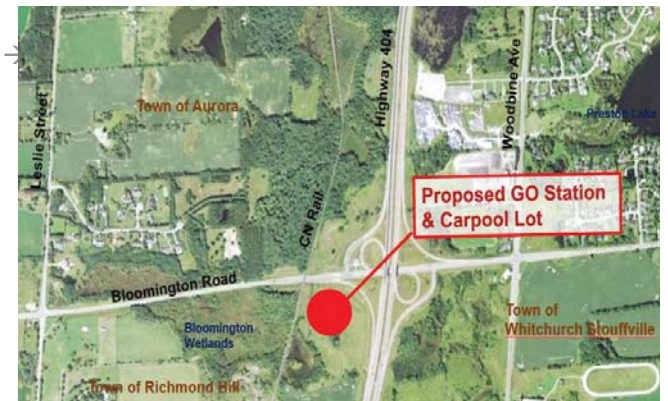 Town of Aurora
Highway 404
Woodbine Ave
Leslie Street
Preston Lake
Proposed GO Station
& Carpool Lot
CN Rail
Bloomington Road
Bloomington
Wetlands
Town of
Whitchurch Stouffville
Town of Richmond Hill